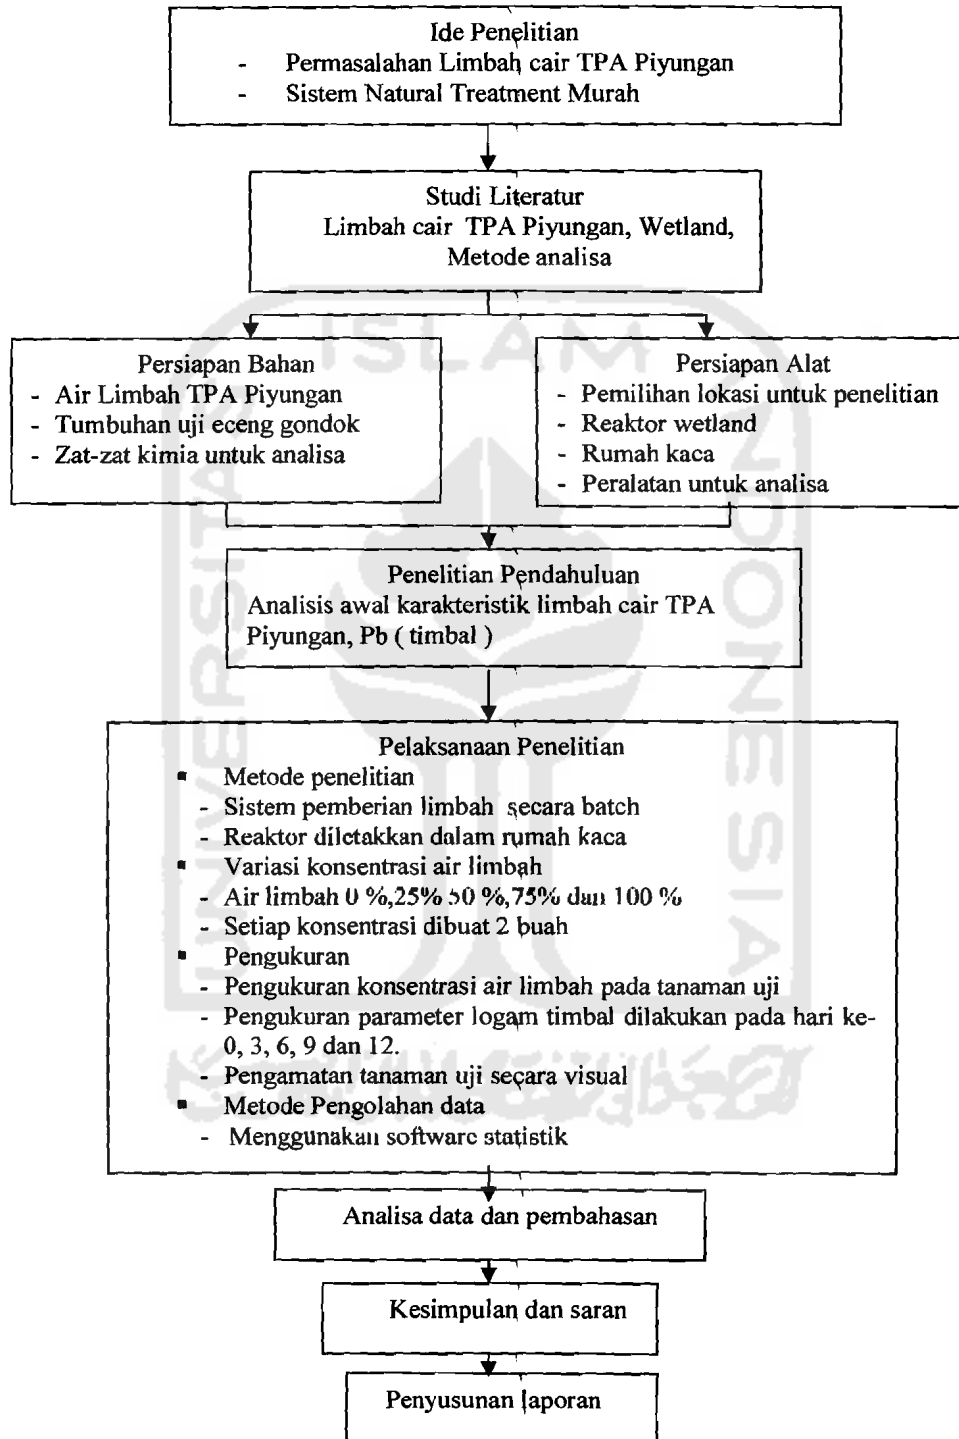 Ide Penelitian
- Permasalahan Limbah cair TPA Piyungan
- Sistem Natural Treatment Murah
Studi Literatur
Limbah cair TPA Piyungan, Wetland,
Metode analisa
Persiapan Bahan
- Air Limbah TPA Piyungan
- Tumbuhan uji eceng gondok
- Zat-zat kimia untuk analisa
Persiapan Alat
- Pemilihan lokasi untuk penelitian
- Reaktor wetland
- Rumah kaca
- Peralatan untuk analisa
Penelitian Pendahuluan
Analisis awal karakteristik limbah cair TPA
Piyungan, Pb ( timbal )
Pelaksanaan Penelitian
▪ Metode penelitian
- Sistem pemberian limbah secara batch
- Reaktor diletakkan dalam rumah kaca
▪ Variasi konsentrasi air limbah
- Air limbah 0 %,25% 50 %,75% dan 100 %
- Setiap konsentrasi dibuat 2 buah
▪ Pengukuran
- Pengukuran konsentrasi air limbah pada tanaman uji
- Pengukuran parameter logam timbal dilakukan pada hari ke-
0, 3, 6, 9 dan 12.
- Pengamatan tanaman uji secara visual
▪ Metode Pengolahan data
- Menggunakan software statistik
Analisa data dan pembahasan
Kesimpulan dan saran
Penyusunan laporan
UNIVERSITAS
ISLAM
INDONESIA